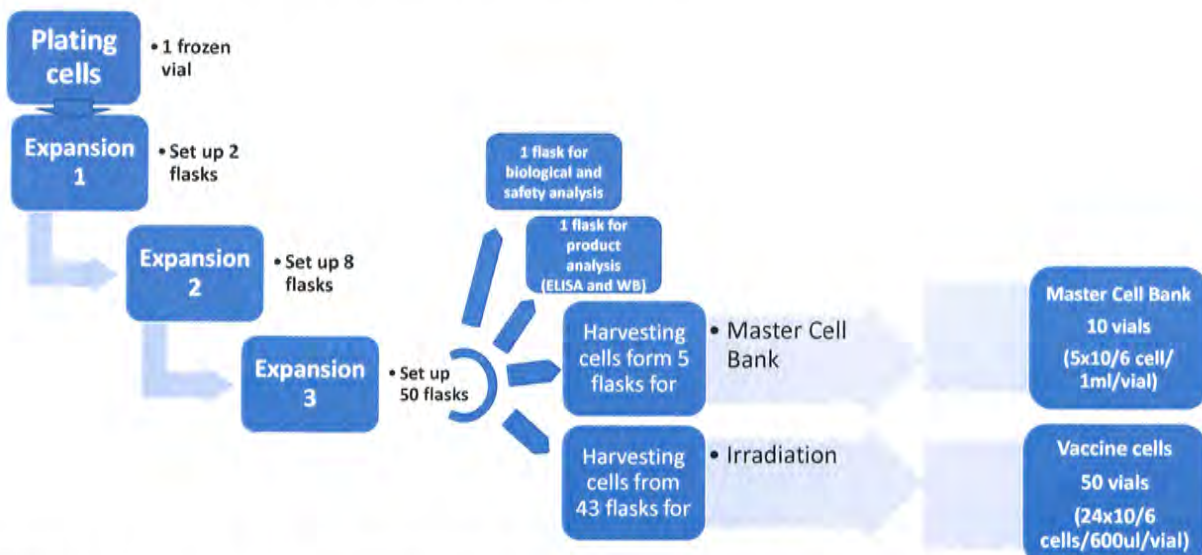 Plating
cells
• 1 frozen
vial
Expansion
1
• Set up 2
flasks
Expansion
2
• Set up 8
flasks
Expansion
3
• Set up
50 flasks
1 flask for
biological and
safety analysis
1 flask for
product
analysis
(ELISA and WB)
Harvesting
cells form 5
flasks for
• Master Cell
Bank
Master Cell Bank
10 vials
(5x10/6 cell/
1ml/vial)
Harvesting
cells from
43 flasks for
• Irradiation
Vaccine cells
50 vials
(24x10/6
cells/600ul/vial)